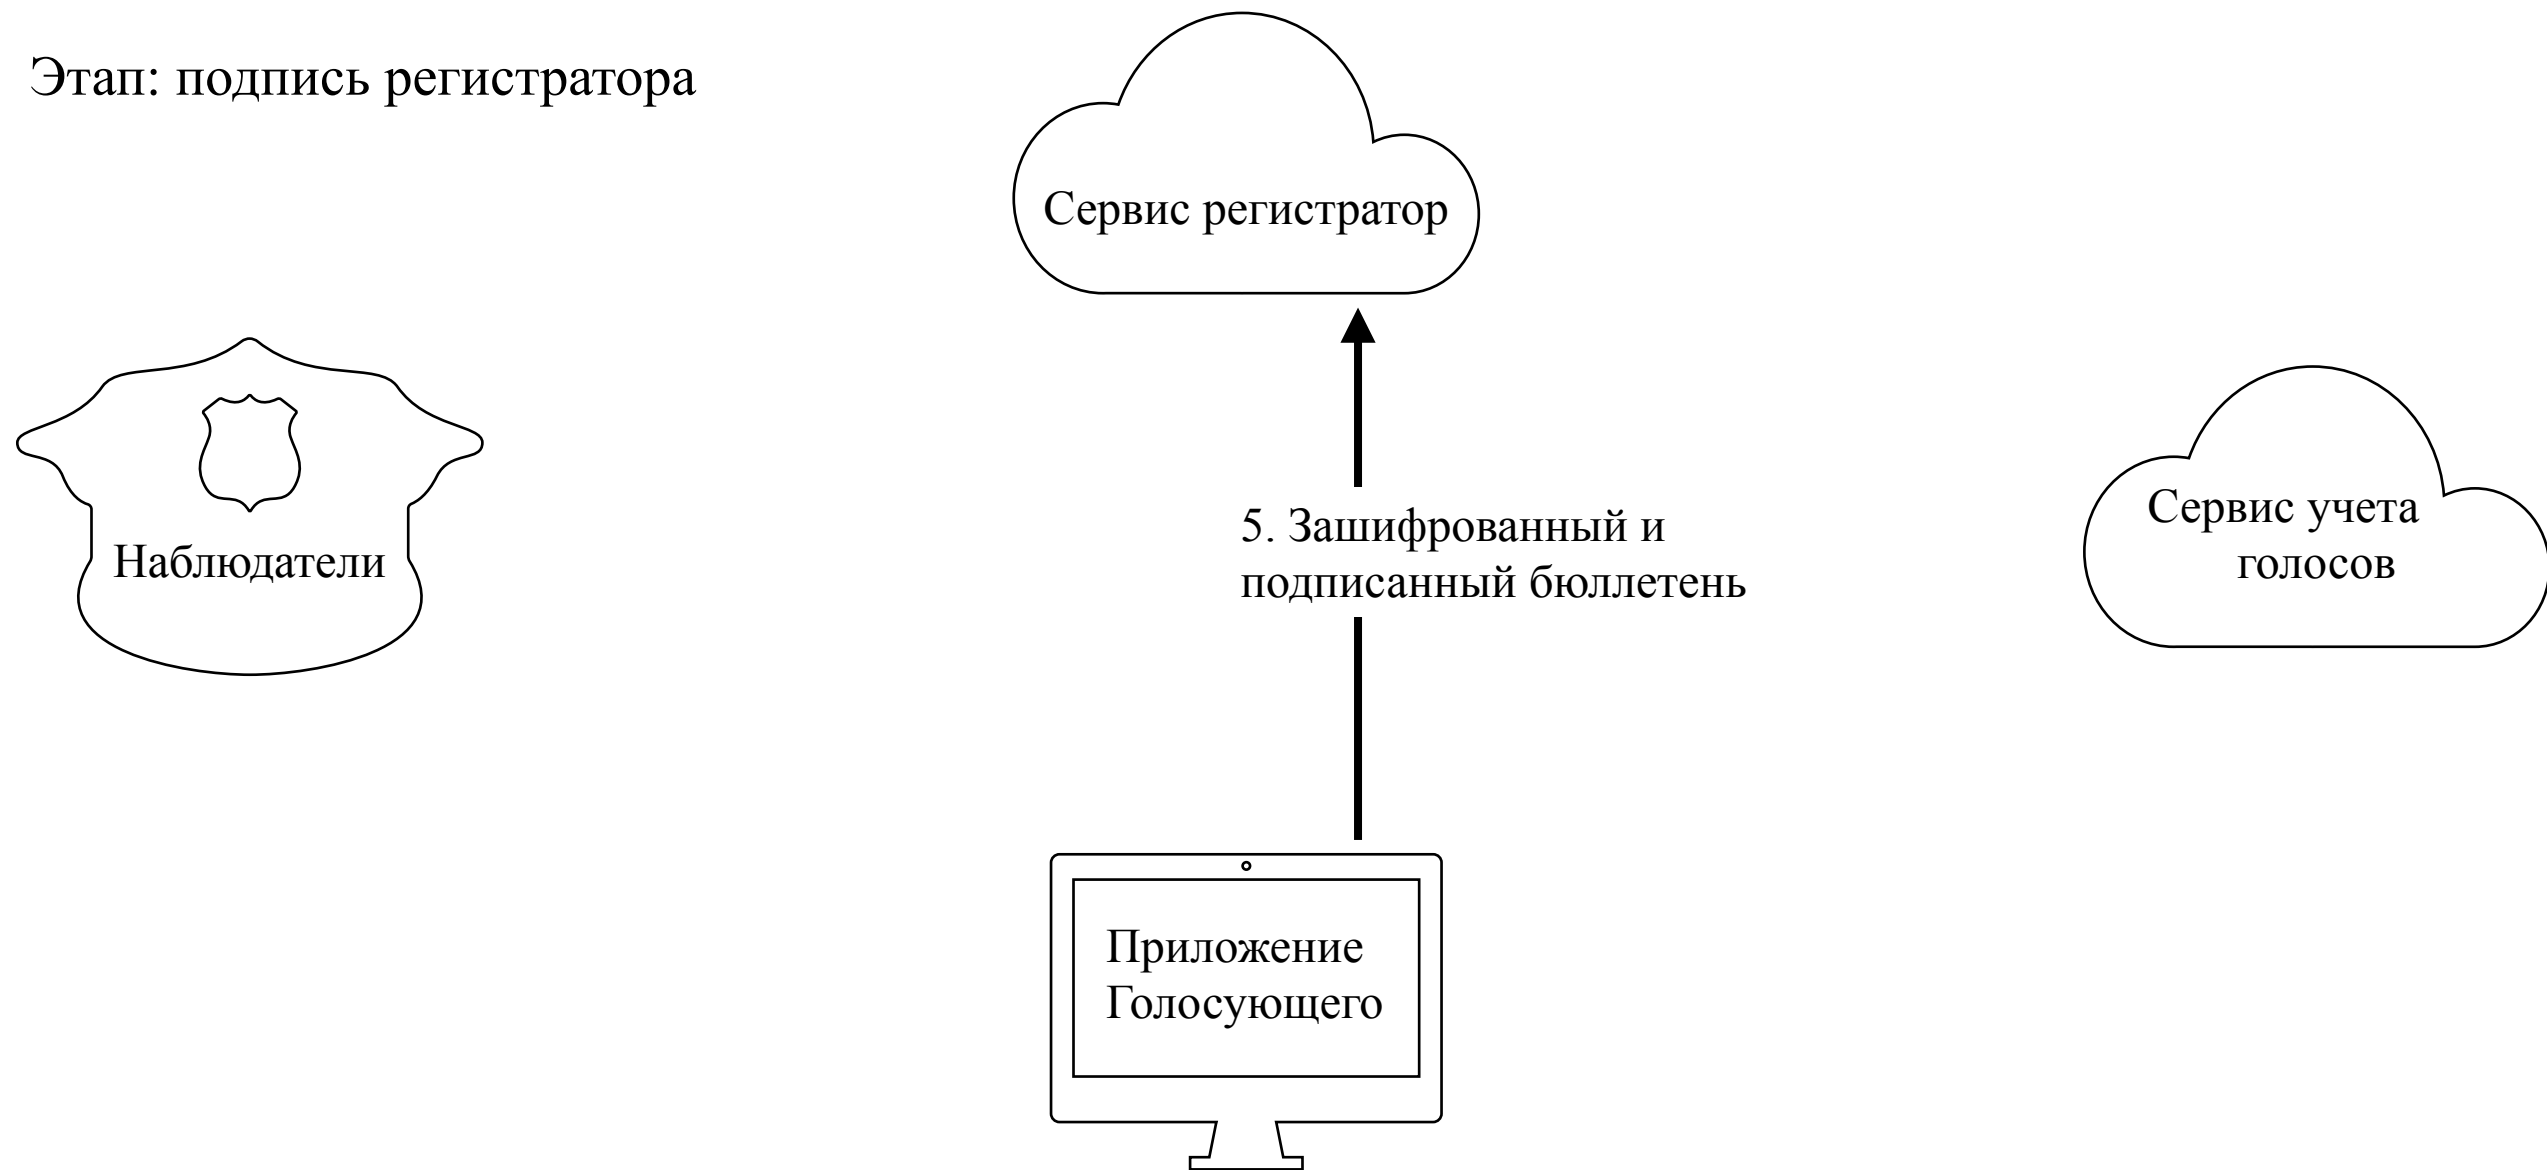 Этап: подпись регистратора
Сервис регистратор
Наблюдатели
5. Зашифрованный и
подписанный бюллетень
Сервис учета
голосов
Приложение
Голосующего